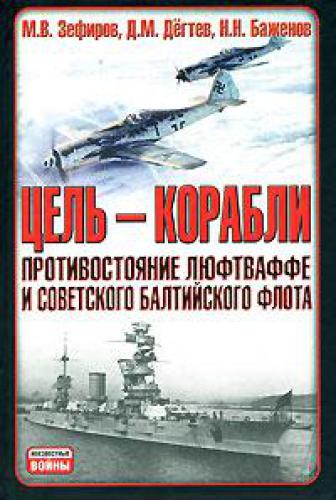 М.В. Зефиров, Д.М. Дёгтев, Н.Н. Баженов
ЦЕЛЬ – КОРАБЛИ
ПРОТИВОСТОЯНИЕ ЛЮФТВАФФЕ
И СОВЕТСКОГО БАЛТИЙСКОГО ФЛОТА
НЕИЗВЕСТНЫЕ
ВОЙНЫ